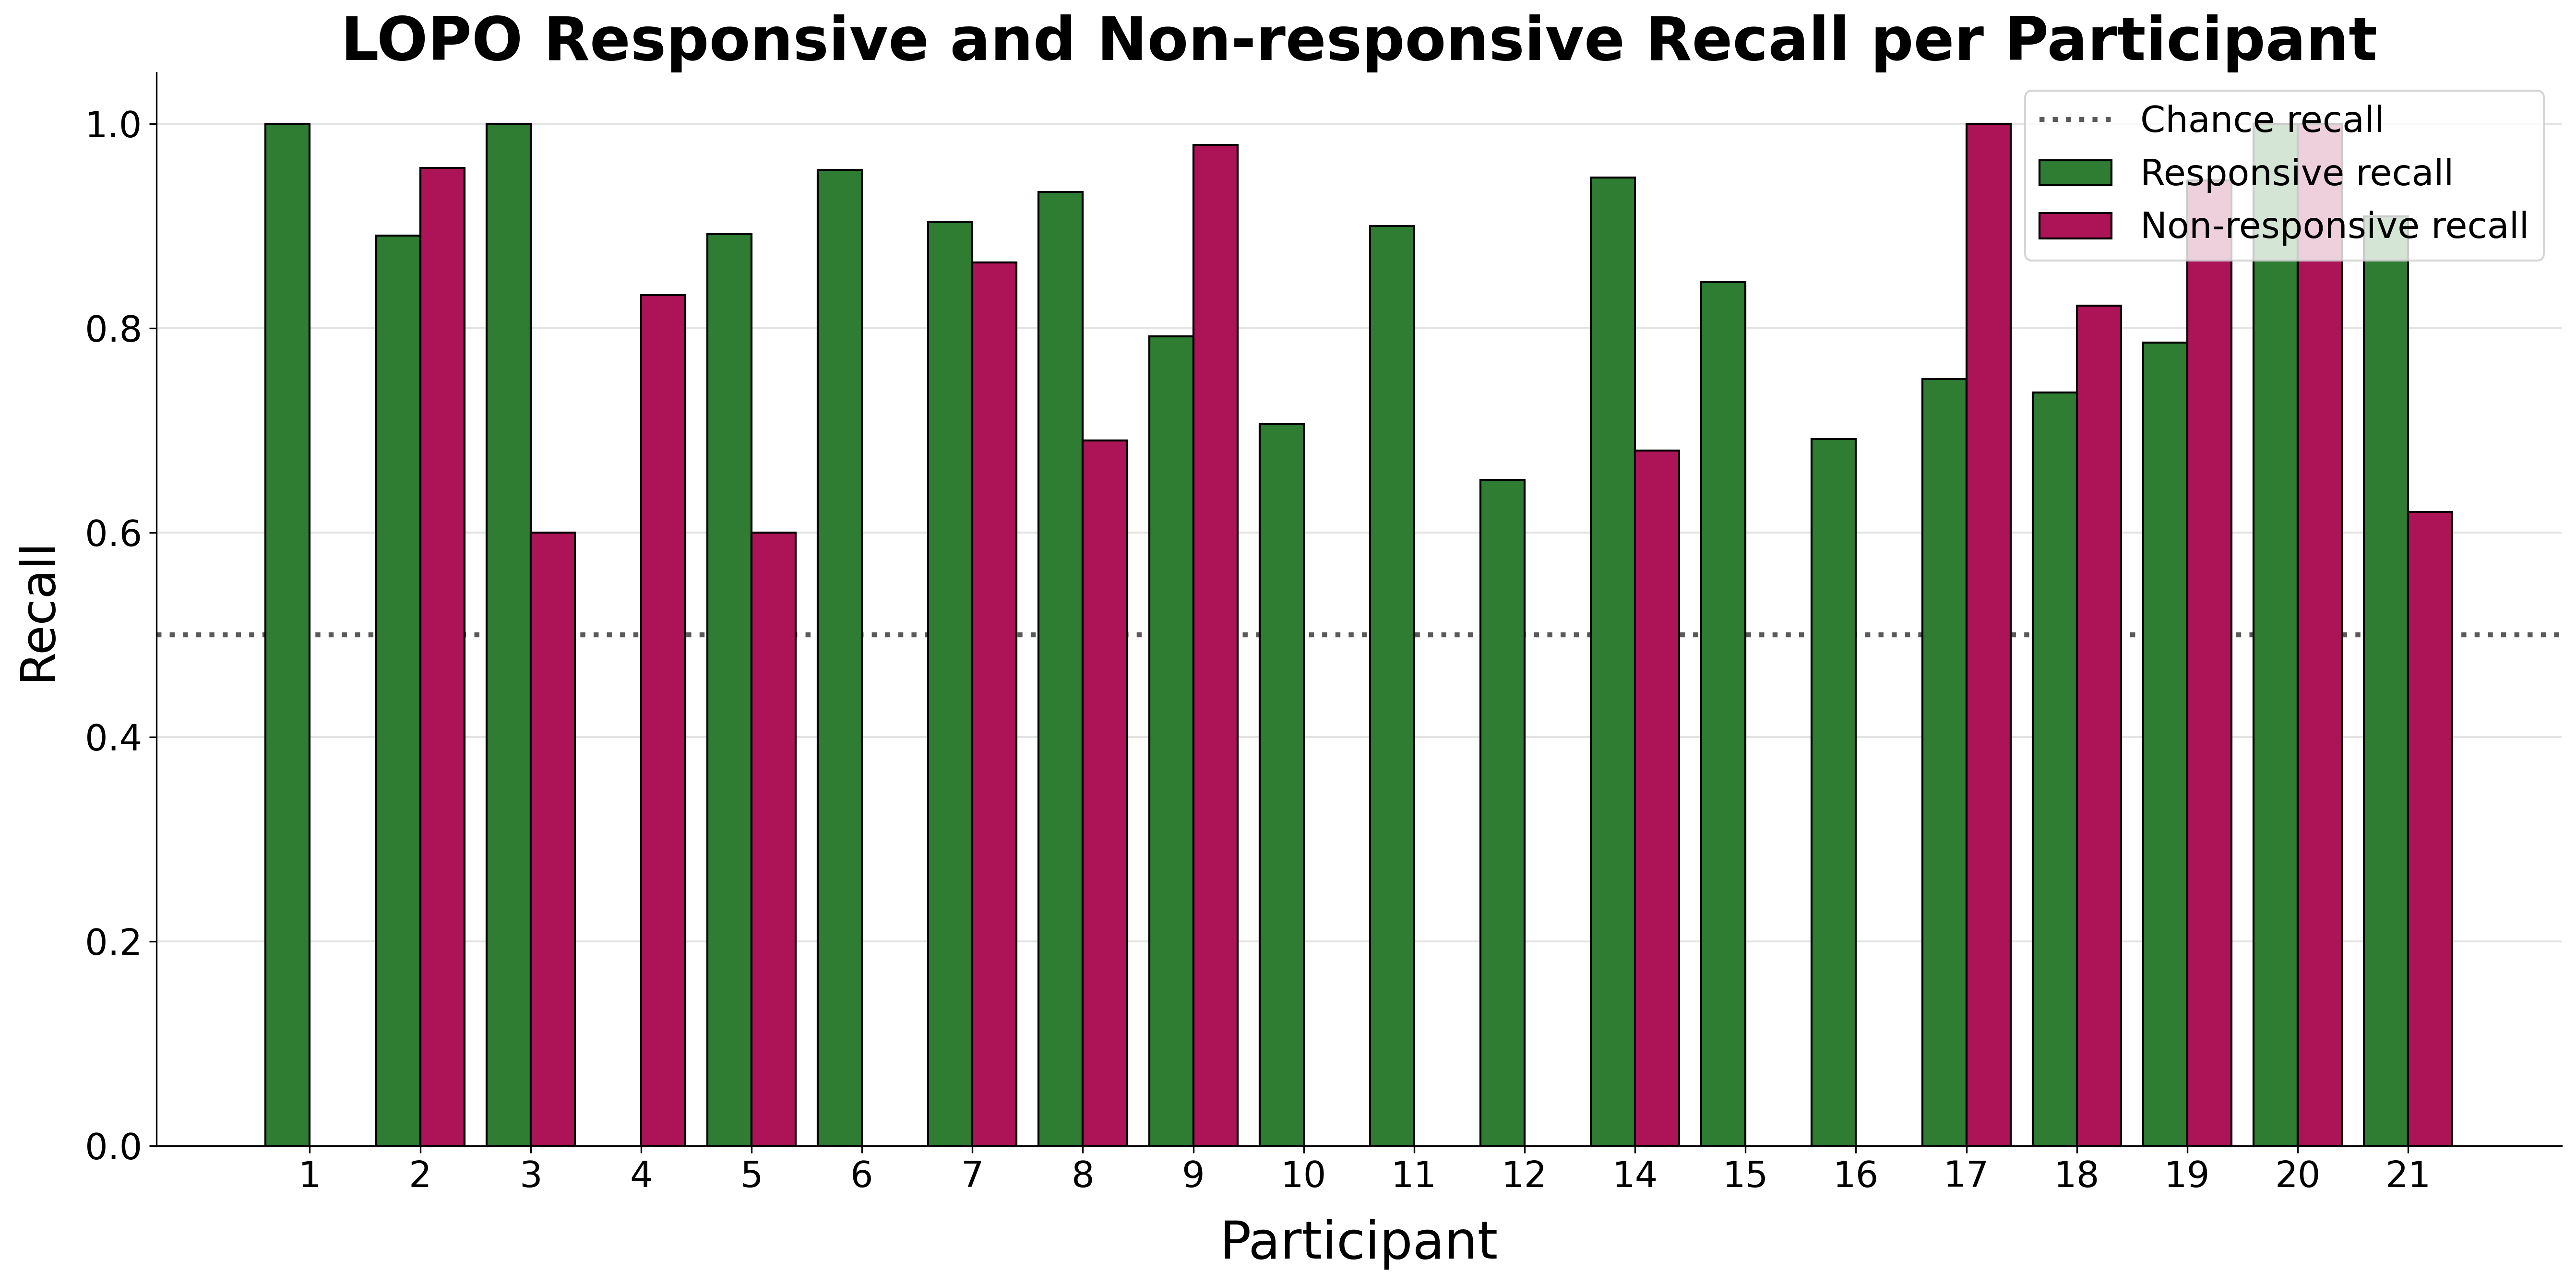 LOPO Responsive and Non-responsive Recall per Participant
Chance recall
Responsive recall
Non-responsive recall
1.0
0.8
0.6
0.4
0.2
0.0
Recall
1 2 3 4 5 6 7 8 9 10 11 12 14 15 16 17 18 19 20 21
Participant